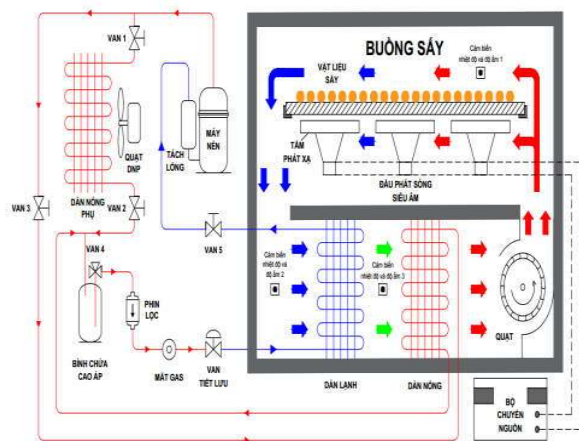 VAN 1
BUỒNG SẤY
VẬT LIỆU
SẤY
Cảm biến
nhiệt độ và độ ẩm 1
QUẠT
DNP
TÁCH
LỎNG
MÁY
NÉN
TẤM
PHÁT XẠ
ĐẦU PHÁT SÓNG
SIÊU ÂM
DÀN NÓNG
PHỤ
VAN 2
VAN 3
VAN 4
VAN 5
Cảm biến
nhiệt độ và độ ẩm 2
Cảm biến
nhiệt độ và độ ẩm 3
PHIN
LỌC
QUẠT
BÌNH CHỨA
CAO ÁP
MẮT GAS
VAN
TIẾT LƯU
DÀN LẠNH
DÀN NÓNG
BỘ
CHUYỂN
NGUỒN